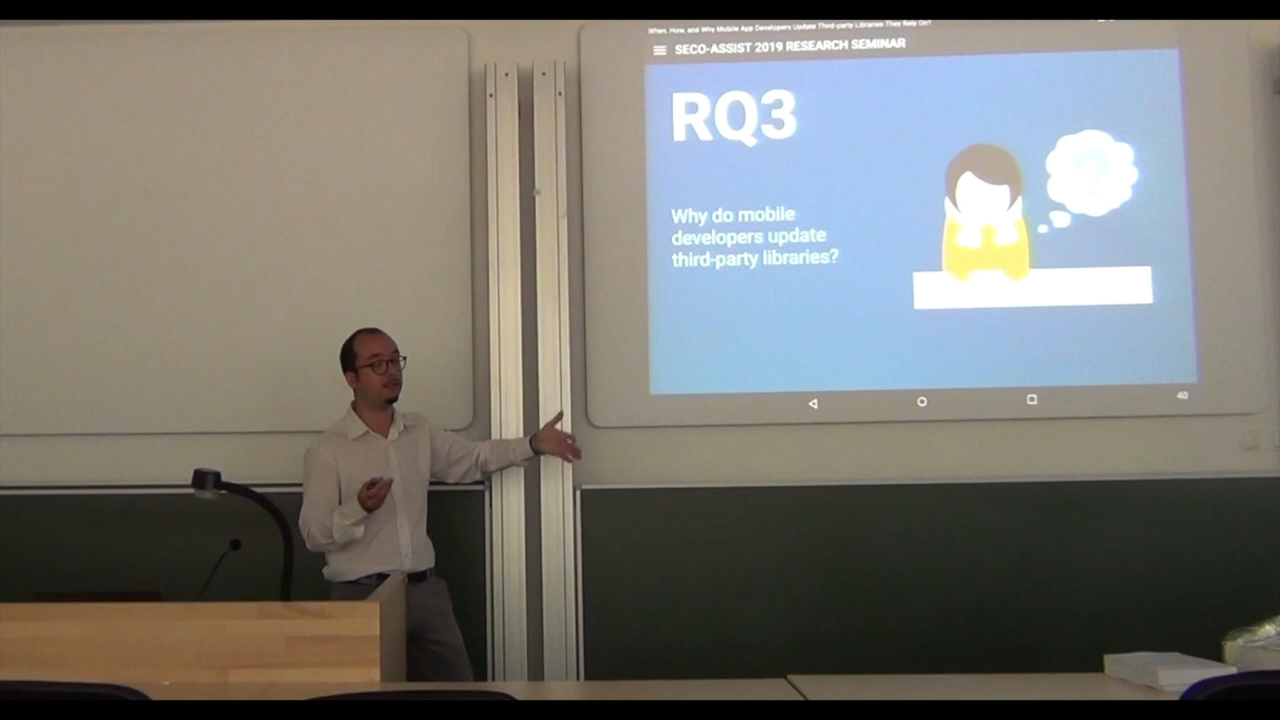 When, How, and Why Mobile App Developers Update Third-party Libraries They Rely On?
SECO-ASSIST 2019 RESEARCH SEMINAR
RQ3
Why do mobile
developers update
third-party libraries?
40